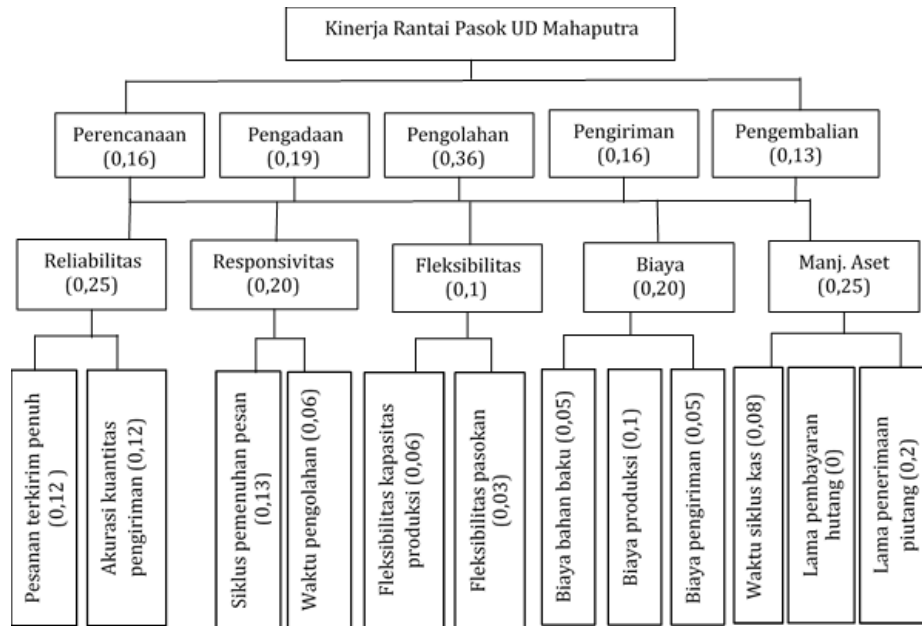 Kinerja Rantai Pasok UD Mahaputra
Perencanaan
(0,16)
Pengadaan
(0,19)
Pengolahan
(0,36)
Pengiriman
(0,16)
Pengembalian
(0,13)
Reliabilitas
(0,25)
Responsivitas
(0,20)
Fleksibilitas
(0,1)
Biaya
(0,20)
Manj. Aset
(0,25)
Pesanan terkirim penuh
(0,12 )
Akurasi kuantitas
pengiriman (0,12)
Siklus pemenuhan pesan
(0,13)
Waktu pengolahan (0,06)
Fleksibilitas kapasitas
produksi (0,06)
Fleksibilitas pasokan
(0,03)
Biaya bahan baku (0,05)
Biaya produksi (0,1)
Biaya pengiriman (0,05)
Waktu siklus kas (0,08)
Lama pembayaran
hutang (0)
Lama penerimaan
piutang (0,2)